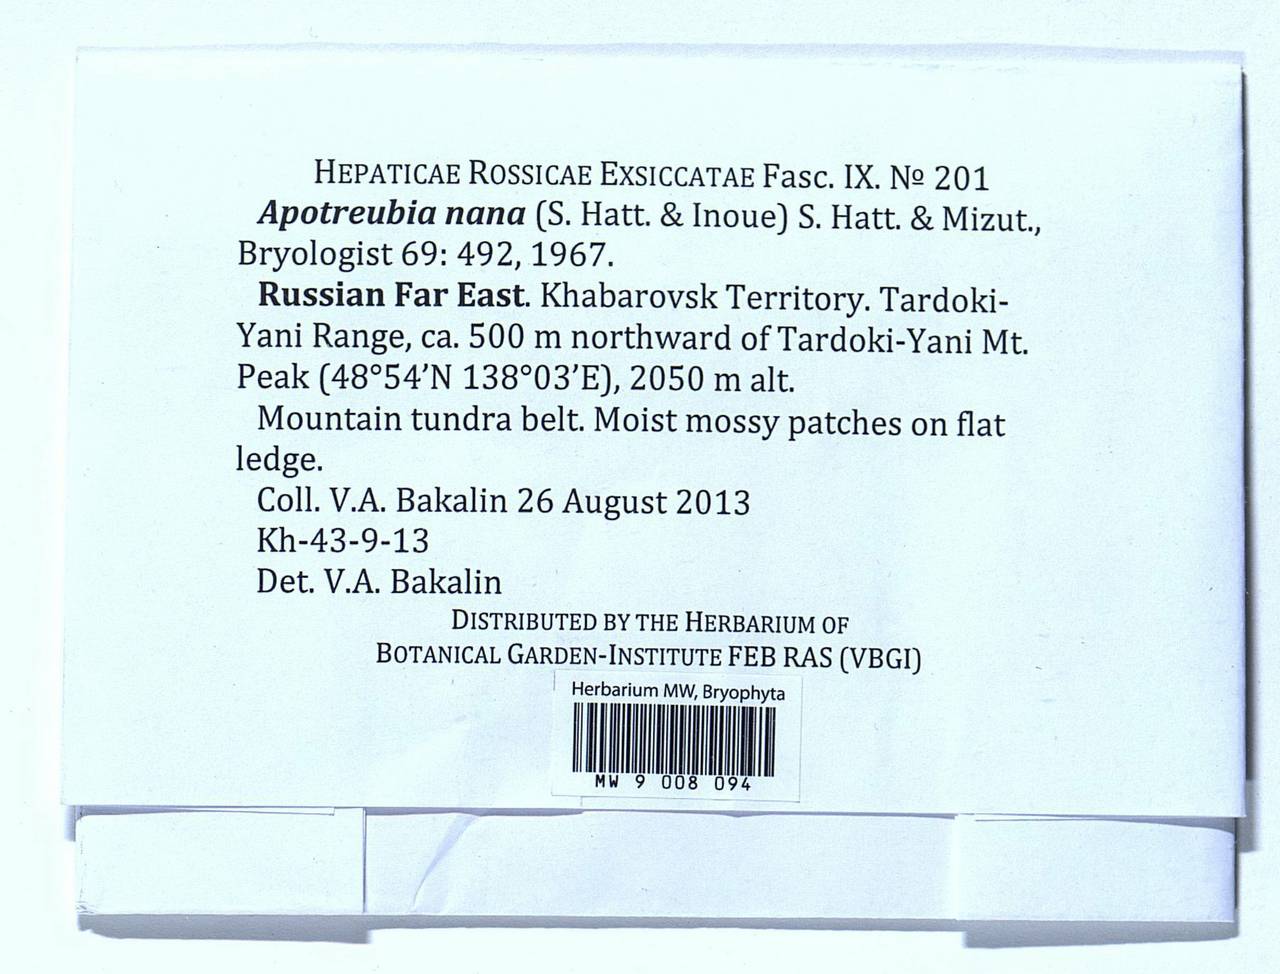 HEPATICAE ROSSICAE EXSICCATAE Fasc. IX. № 201
Apotreubia nana (S. Hatt. & Inoue) S. Hatt. & Mizut.,
Bryologist 69: 492, 1967.
Russian Far East. Khabarovsk Territory. Tardoki-
Yani Range, ca. 500 m northward of Tardoki-Yani Mt.
Peak (48°54’N 138°03’E), 2050 m alt.
Mountain tundra belt. Moist mossy patches on flat
ledge.
Coll. V.A. Bakalin 26 August 2013
Kh-43-9-13
Det. V.A. Bakalin
DISTRIBUTED BY THE HERBARIUM OF
BOTANICAL GARDEN-INSTITUTE FEB RAS (VBGI)
Herbarium MW, Bryophyta
MW 9 008 094